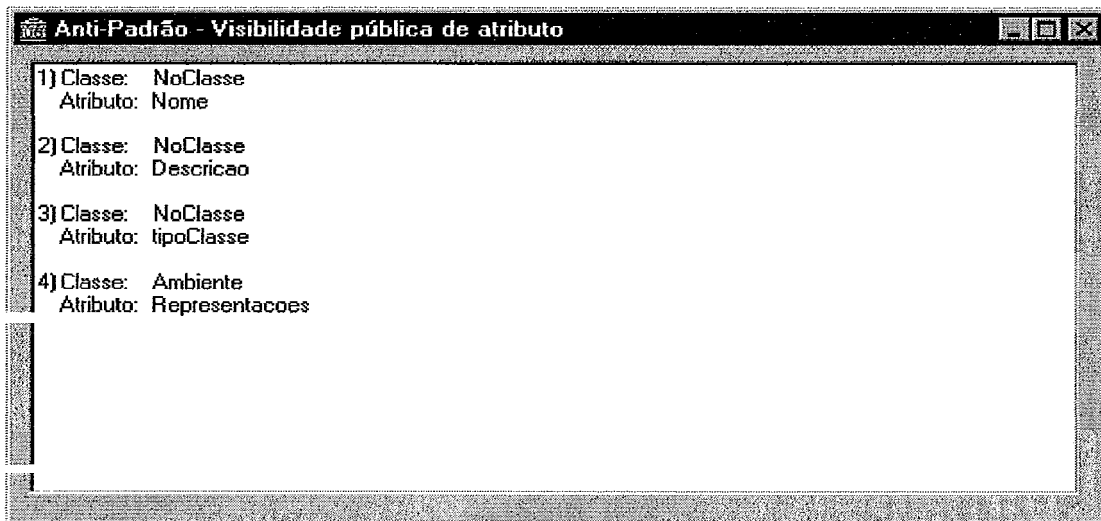 Anti-Padrão - Visibilidade pública de atributo
1) Classe: NoClasse
Atributo: Nome
2) Classe: NoClasse
Atributo: Descricao
3) Classe: NoClasse
Atributo: tipoClasse
4) Classe: Ambiente
Atributo: Representacoes